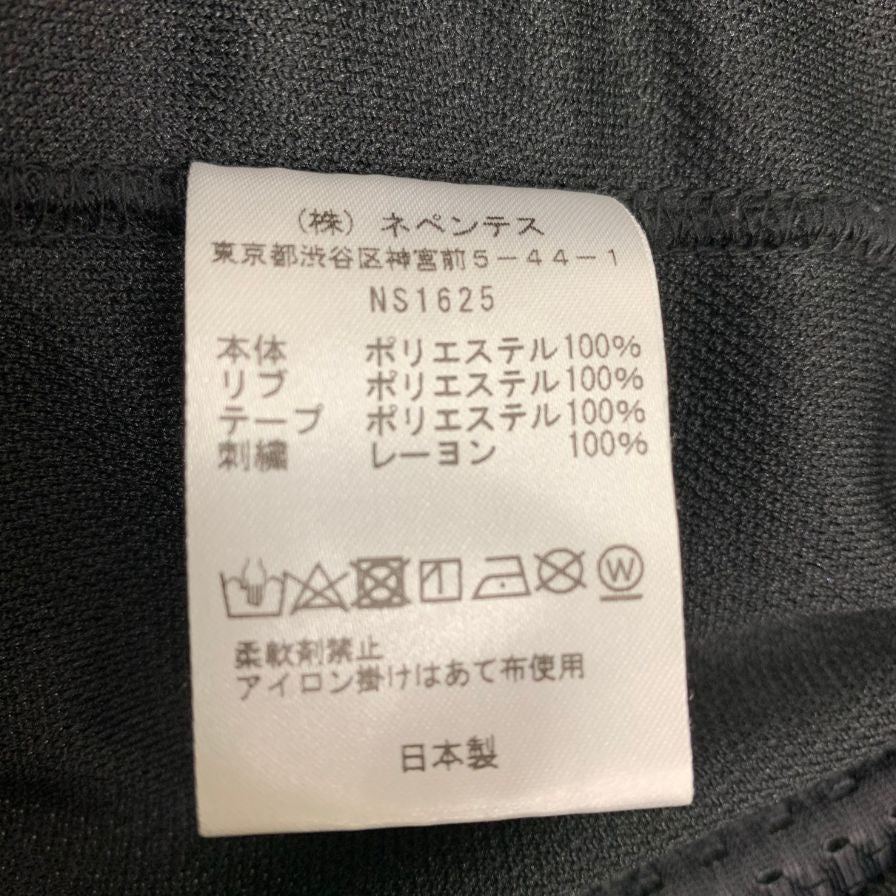 （株）ネペンテス
東京都渋谷区神宮前5－44－1
NS1625
本体 ポリエステル100%
リブ ポリエステル100%
テープ ポリエステル100%
刺繍 レーヨン 100%
W
柔軟剤禁止
アイロン掛けはあて布使用
日本製